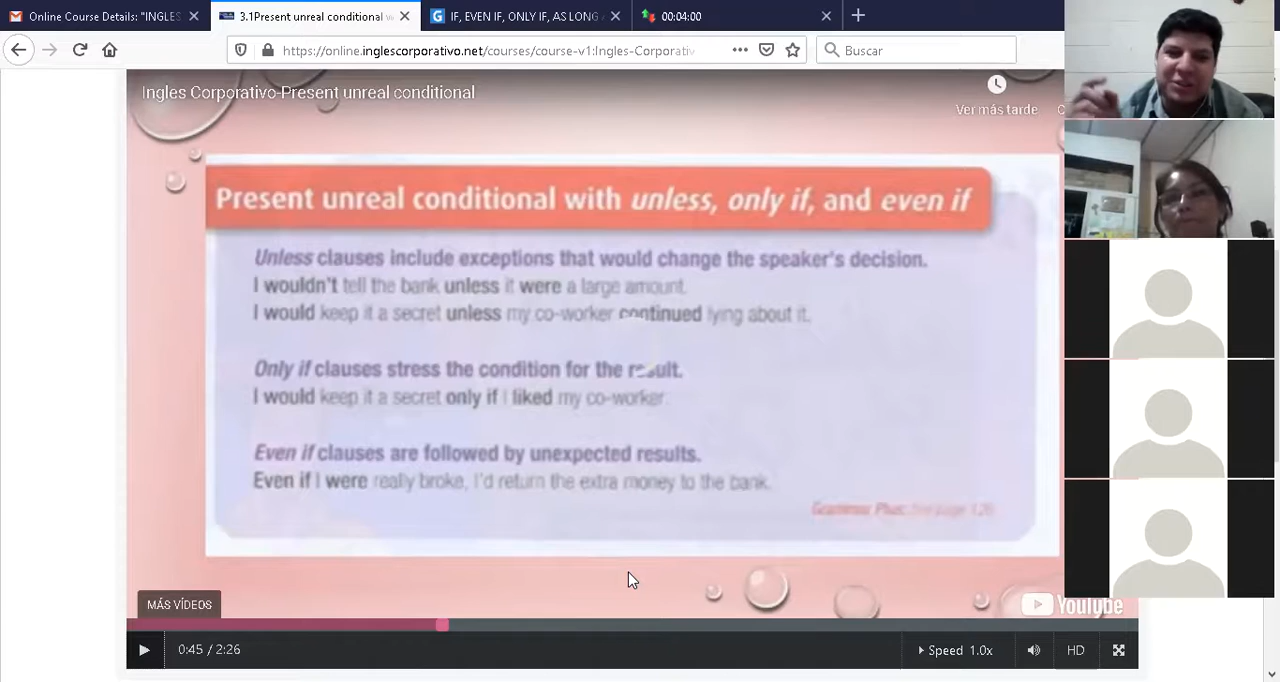 Online Course Details: "INGLES
3.1Present unreal conditional
IF, EVEN IF, ONLY IF, AS LONG
00:04:00
https://online.inglescorporativo.net/courses/course-v1:Ingles-Corporativ
Buscar
Ingles Corporativo-Present unreal conditional
Ver más tarde
Present unreal conditional with unless, only if, and even if
Unless clauses include exceptions that would change the speaker's decision.
I wouldn't tell the bank unless it were a large amount.
I would keep it a secret unless my co-worker continued lying about it.
Only if clauses stress the condition for the result.
I would keep it a secret only if I liked my co-worker.
Even if clauses are followed by unexpected results.
Even if I were really broke, I'd return the extra money to the bank.
Grammar Plus: See page 126
MÁS VÍDEOS
YouTube
0:45 / 2:26
Speed 1.0x
HD